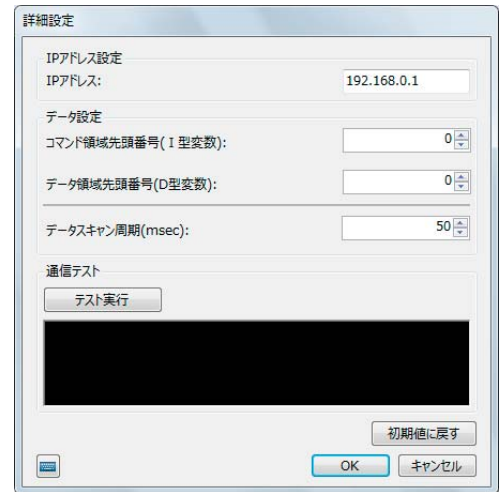 詳細設定
IPアドレス設定
IPアドレス: 192.168.0.1
データ設定
コマンド領域先頭番号(I型変数): 0
データ領域先頭番号(D型変数): 0
データスキャン周期(msec): 50
通信テスト
テスト実行
初期値に戻す
OK キャンセル